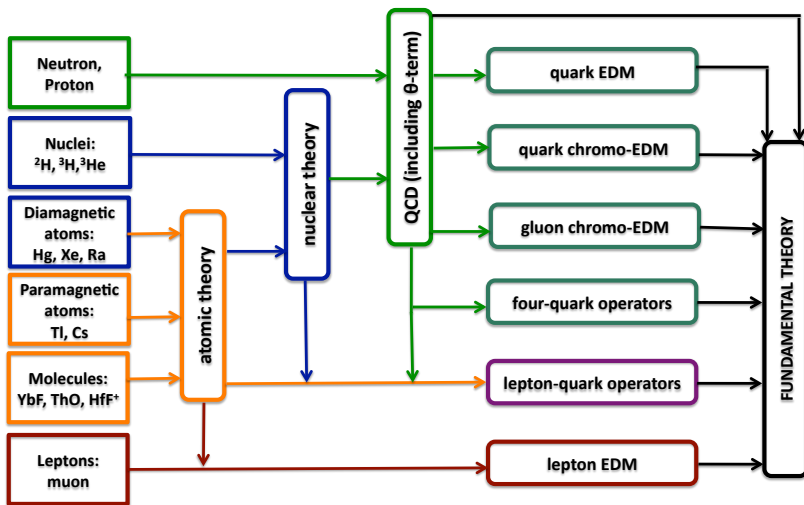 Neutron,
Proton
Nuclei:
²H, ³H,³He
Diamagnetic
atoms:
Hg, Xe, Ra
Paramagnetic
atoms:
Tl, Cs
Molecules:
YbF, ThO, HfF⁺
Leptons:
muon
atomic theory
nuclear theory
QCD (including θ-term)
quark EDM
quark chromo-EDM
gluon chromo-EDM
four-quark operators
lepton-quark operators
lepton EDM
FUNDAMENTAL THEORY